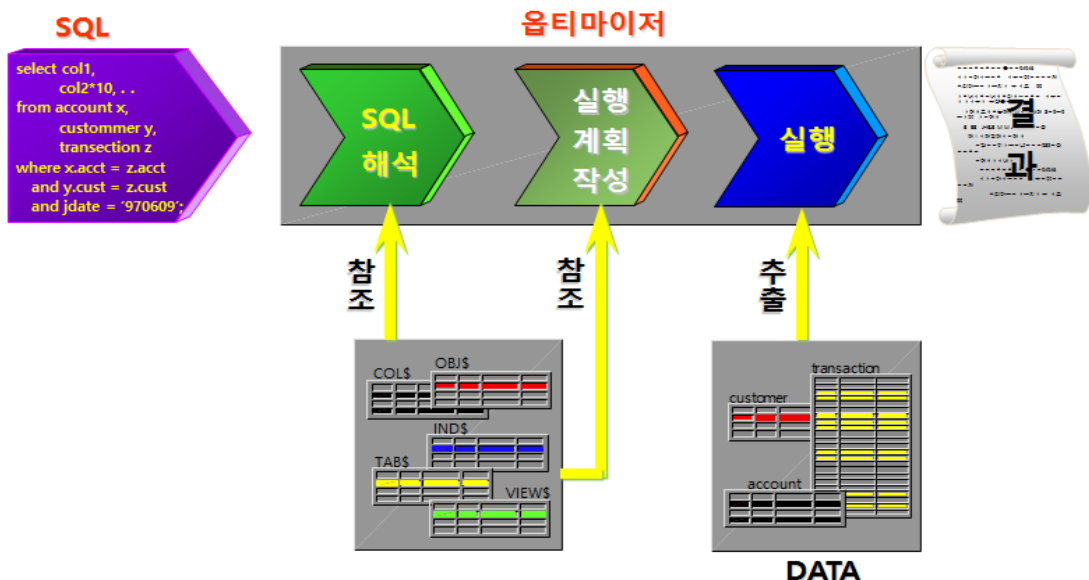 SQL
옵티마이저
select col1,
col2*10, . .
from account x,
custommer y,
transection z
where x.acct = z.acct
and y.cust = z.cust
and jdate = '970609';
SQL
해석
실행
계획
작성
실행
결
과
참
조
참
조
추
출
COL$
OBJ$
IND$
TAB$
VIEW$
transaction
customer
account
DATA